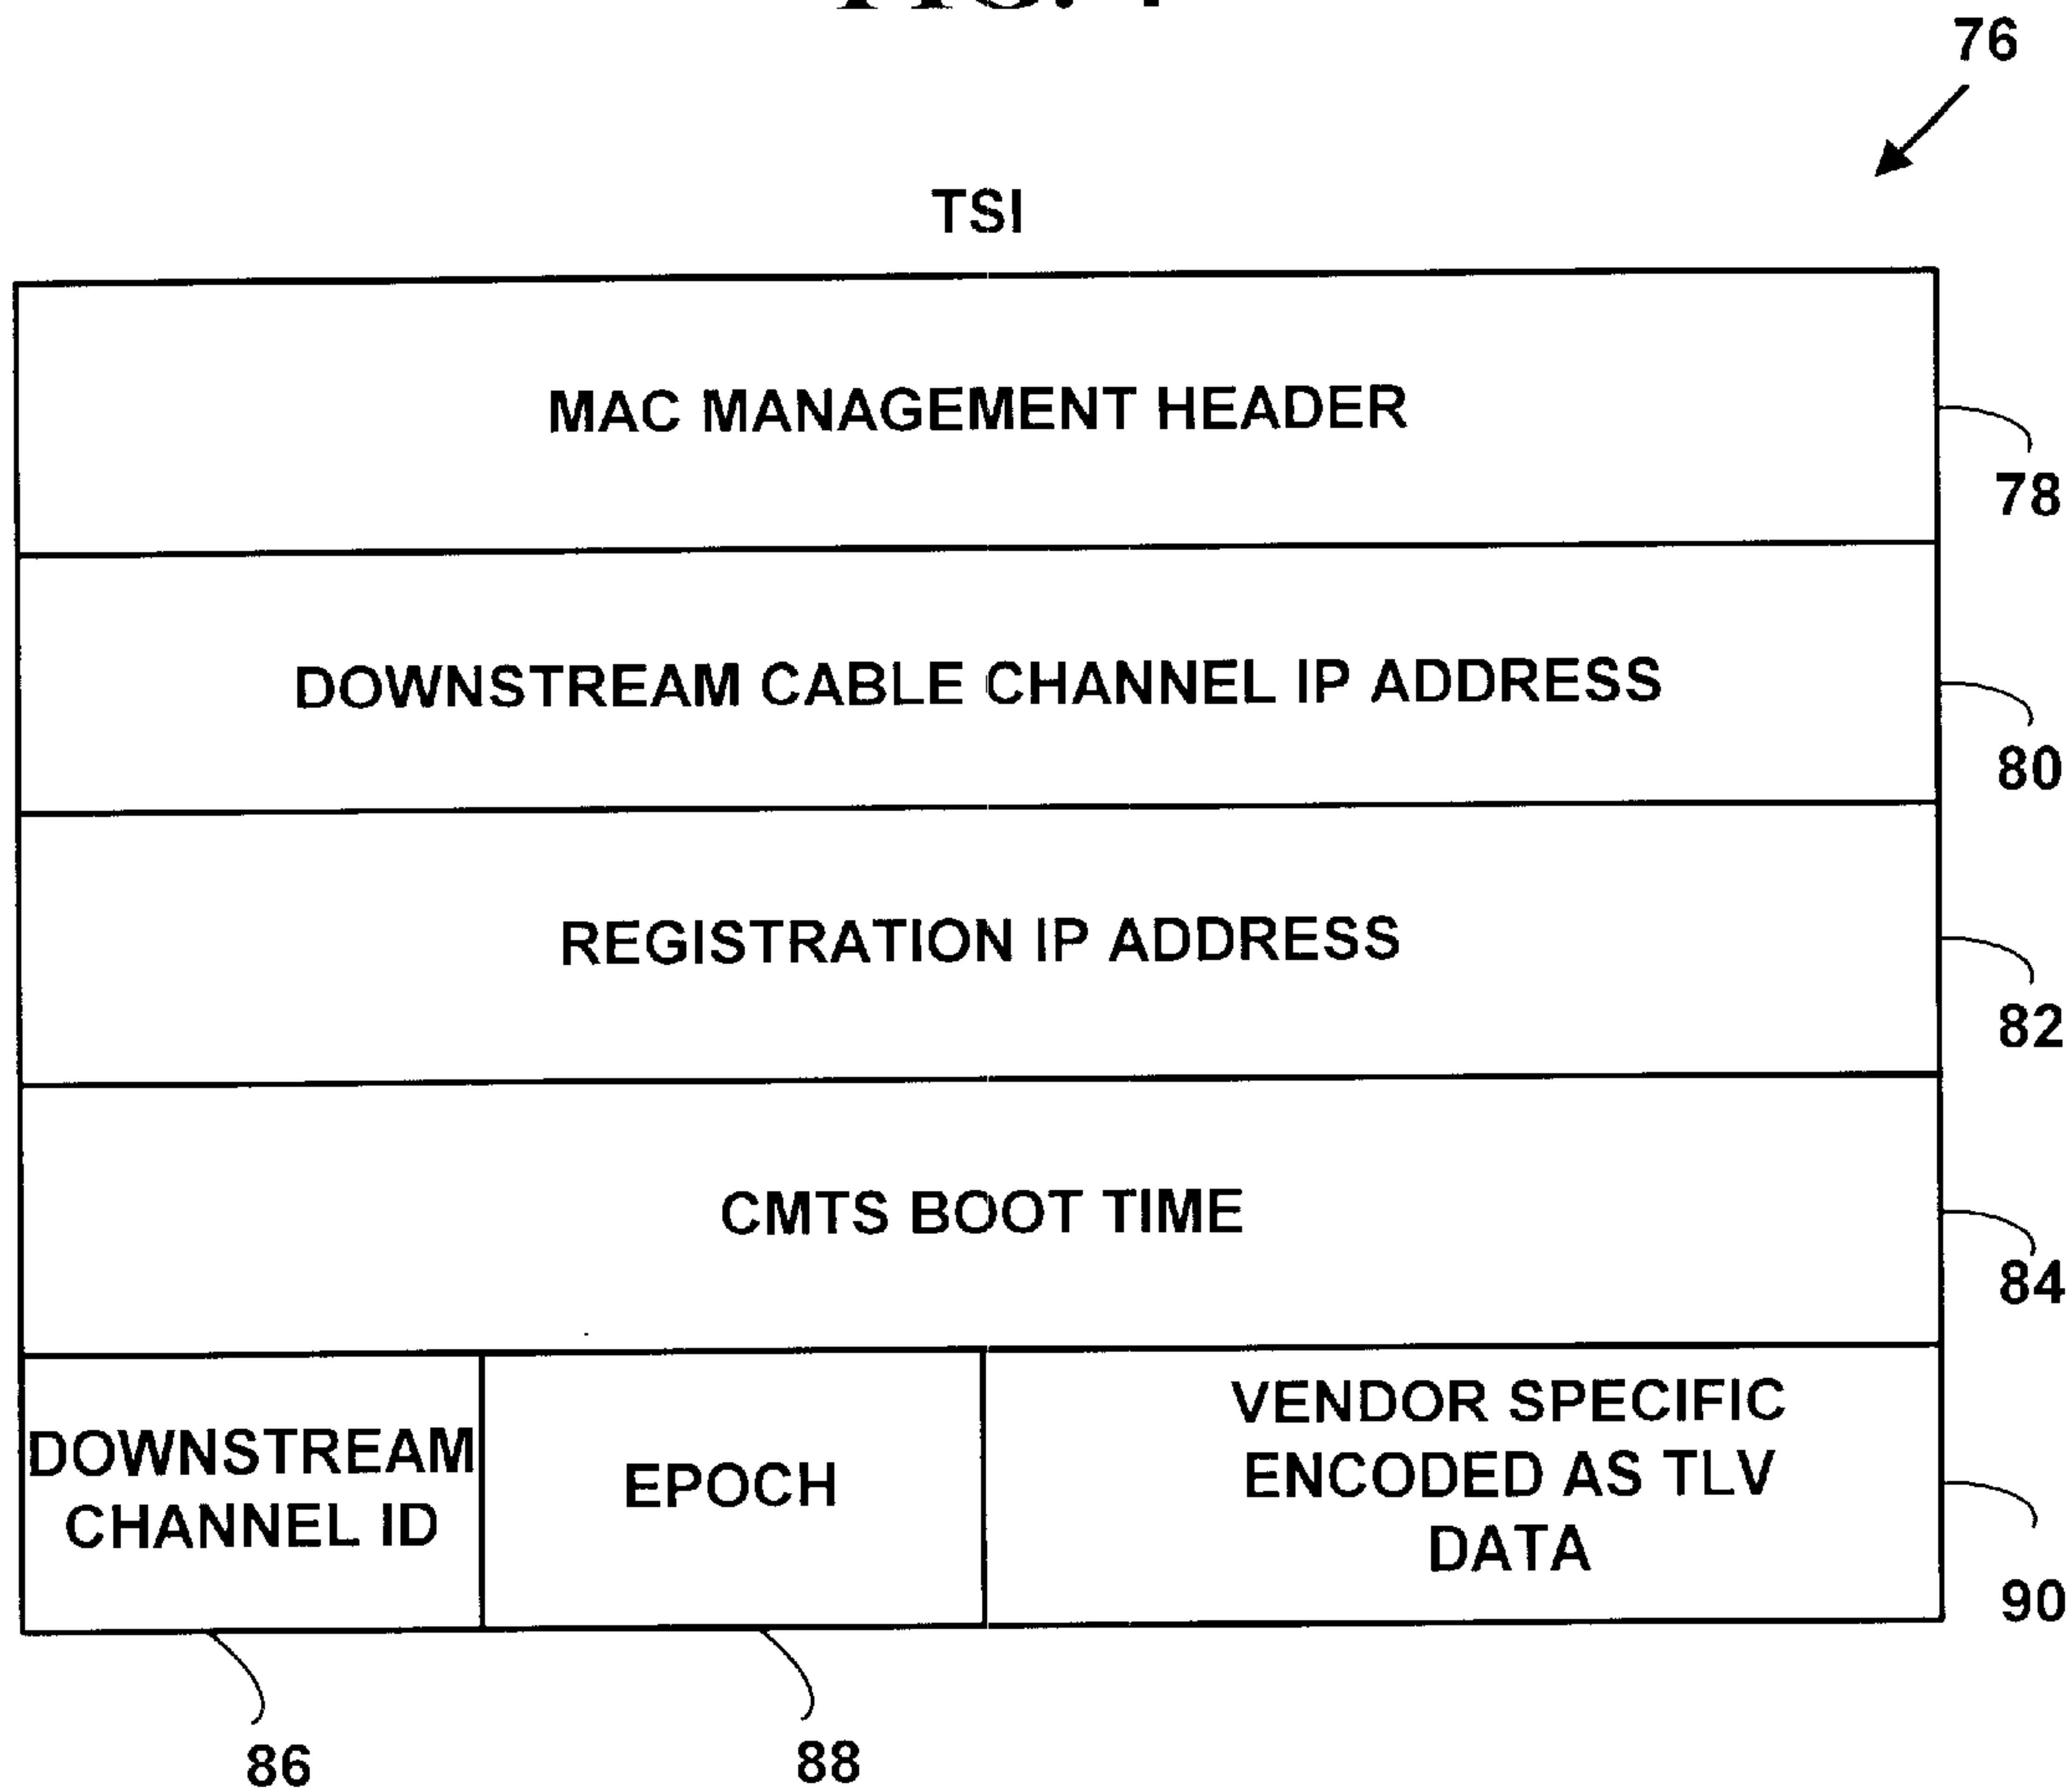 76
TSI
MAC MANAGEMENT HEADER
78
DOWNSTREAM CABLE CHANNEL IP ADDRESS
80
REGISTRATION IP ADDRESS
82
CMTS BOOT TIME
84
DOWNSTREAM
CHANNEL ID
EPOCH
VENDOR SPECIFIC
ENCODED AS TLV
DATA
90
86
88